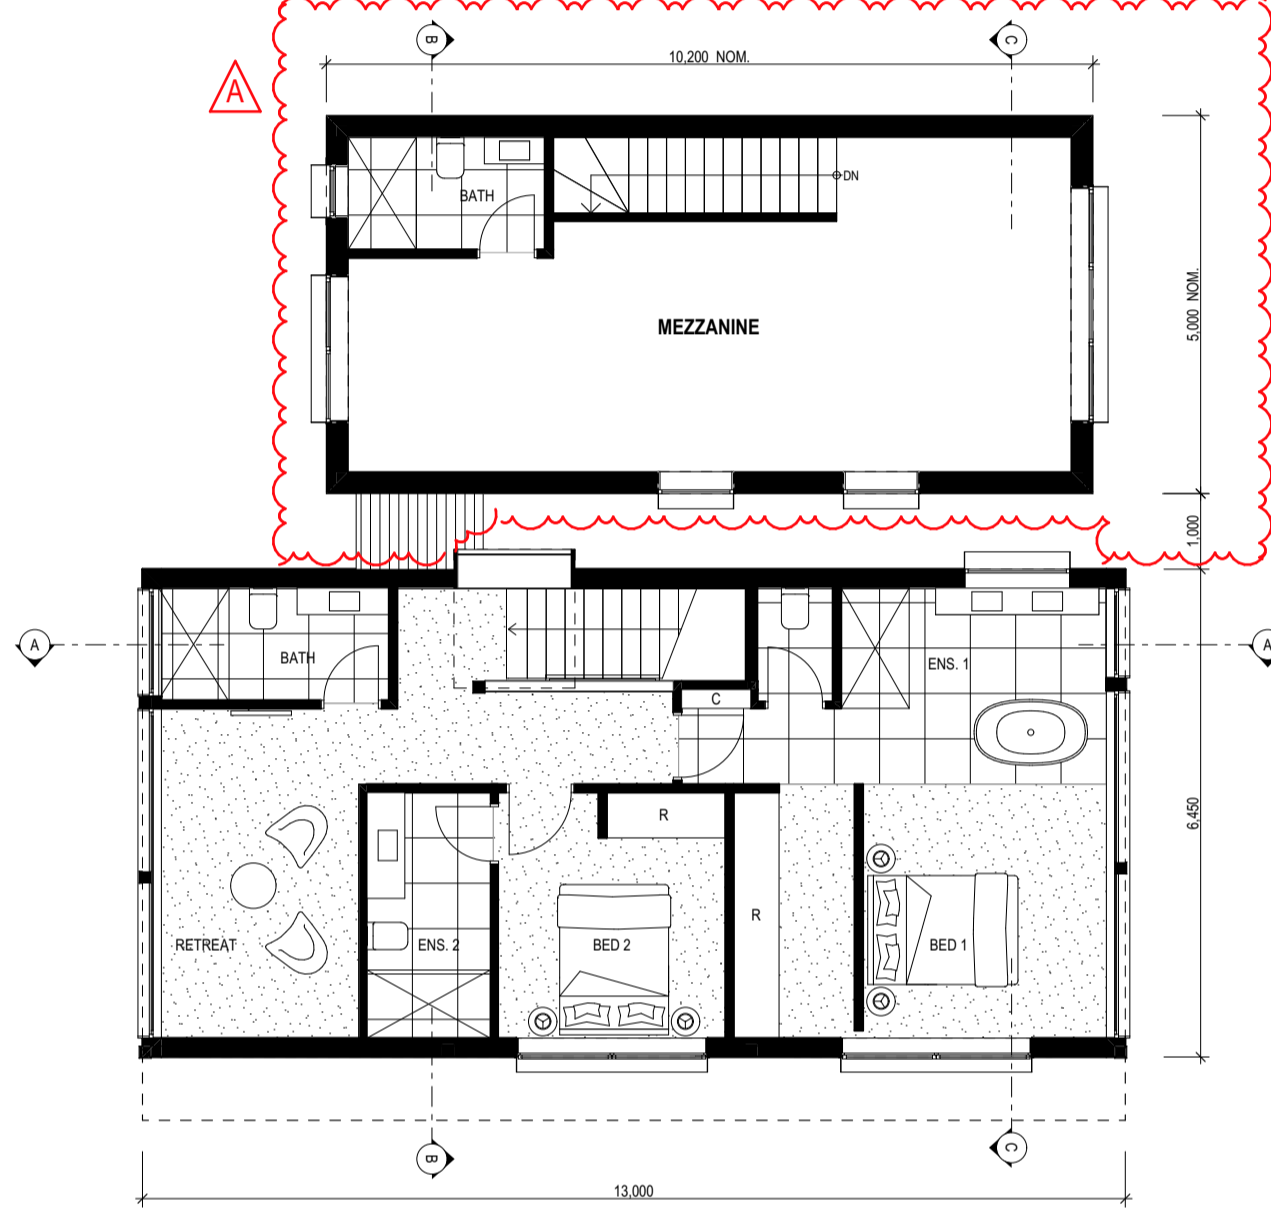 B
C
10,200 NOM.
A
BATH
DN
MEZZANINE
5,000 NOM.
1,000
A
BATH
C
ENS. 1
A
R
R
6,450
RETREAT
ENS. 2
BED 2
BED 1
B
C
13,000